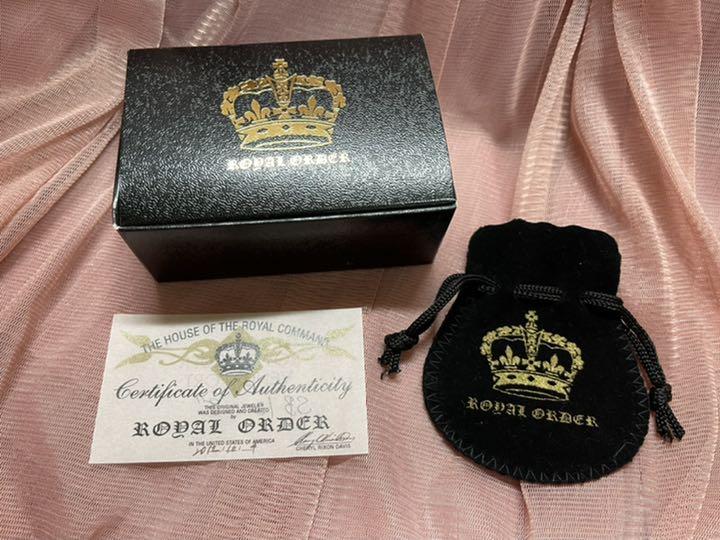 ROYAL ORDER
THE HOUSE OF THE ROYAL COMMAND
Certificate of Authenticity
THIS ORIGINAL JEWELRY
WAS DESIGNED AND CREATED
by
ROYAL ORDER
IN THE UNITED STATES OF AMERICA
CHERYL RIXON DAVIS
ROYAL ORDER